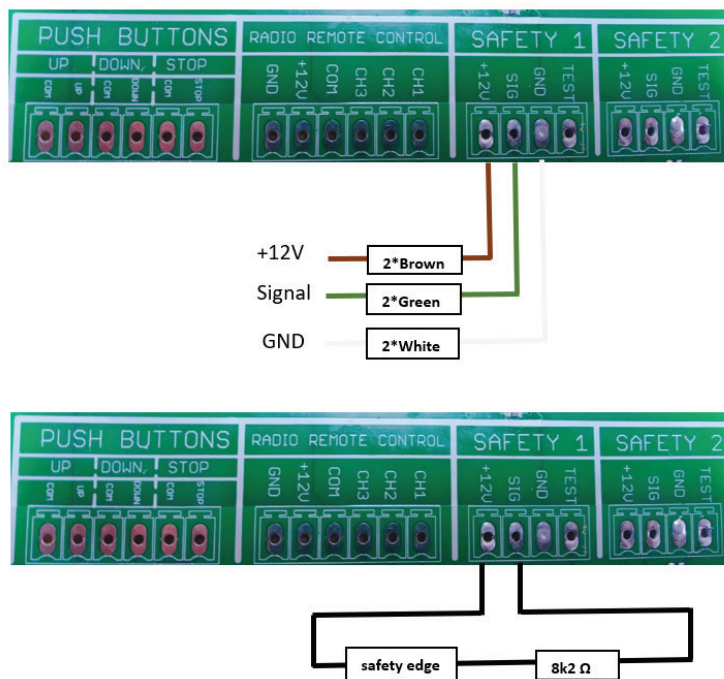 PUSH BUTTONS RADIO REMOTE CONTROL SAFETY 1 SAFETY 2
UP DOWN, STOP
COM UP COM DOWN COM STOP GND +12V COM CH3 CH2 CH1 +12V SIG GND TEST +12V SIG GND TEST
+12V 2*Brown
Signal 2*Green
GND 2*White
PUSH BUTTONS RADIO REMOTE CONTROL SAFETY 1 SAFETY 2
UP DOWN, STOP
COM UP COM DOWN COM STOP GND +12V COM CH3 CH2 CH1 +12V SIG GND TEST +12V SIG GND TEST
safety edge 8k2 Ω